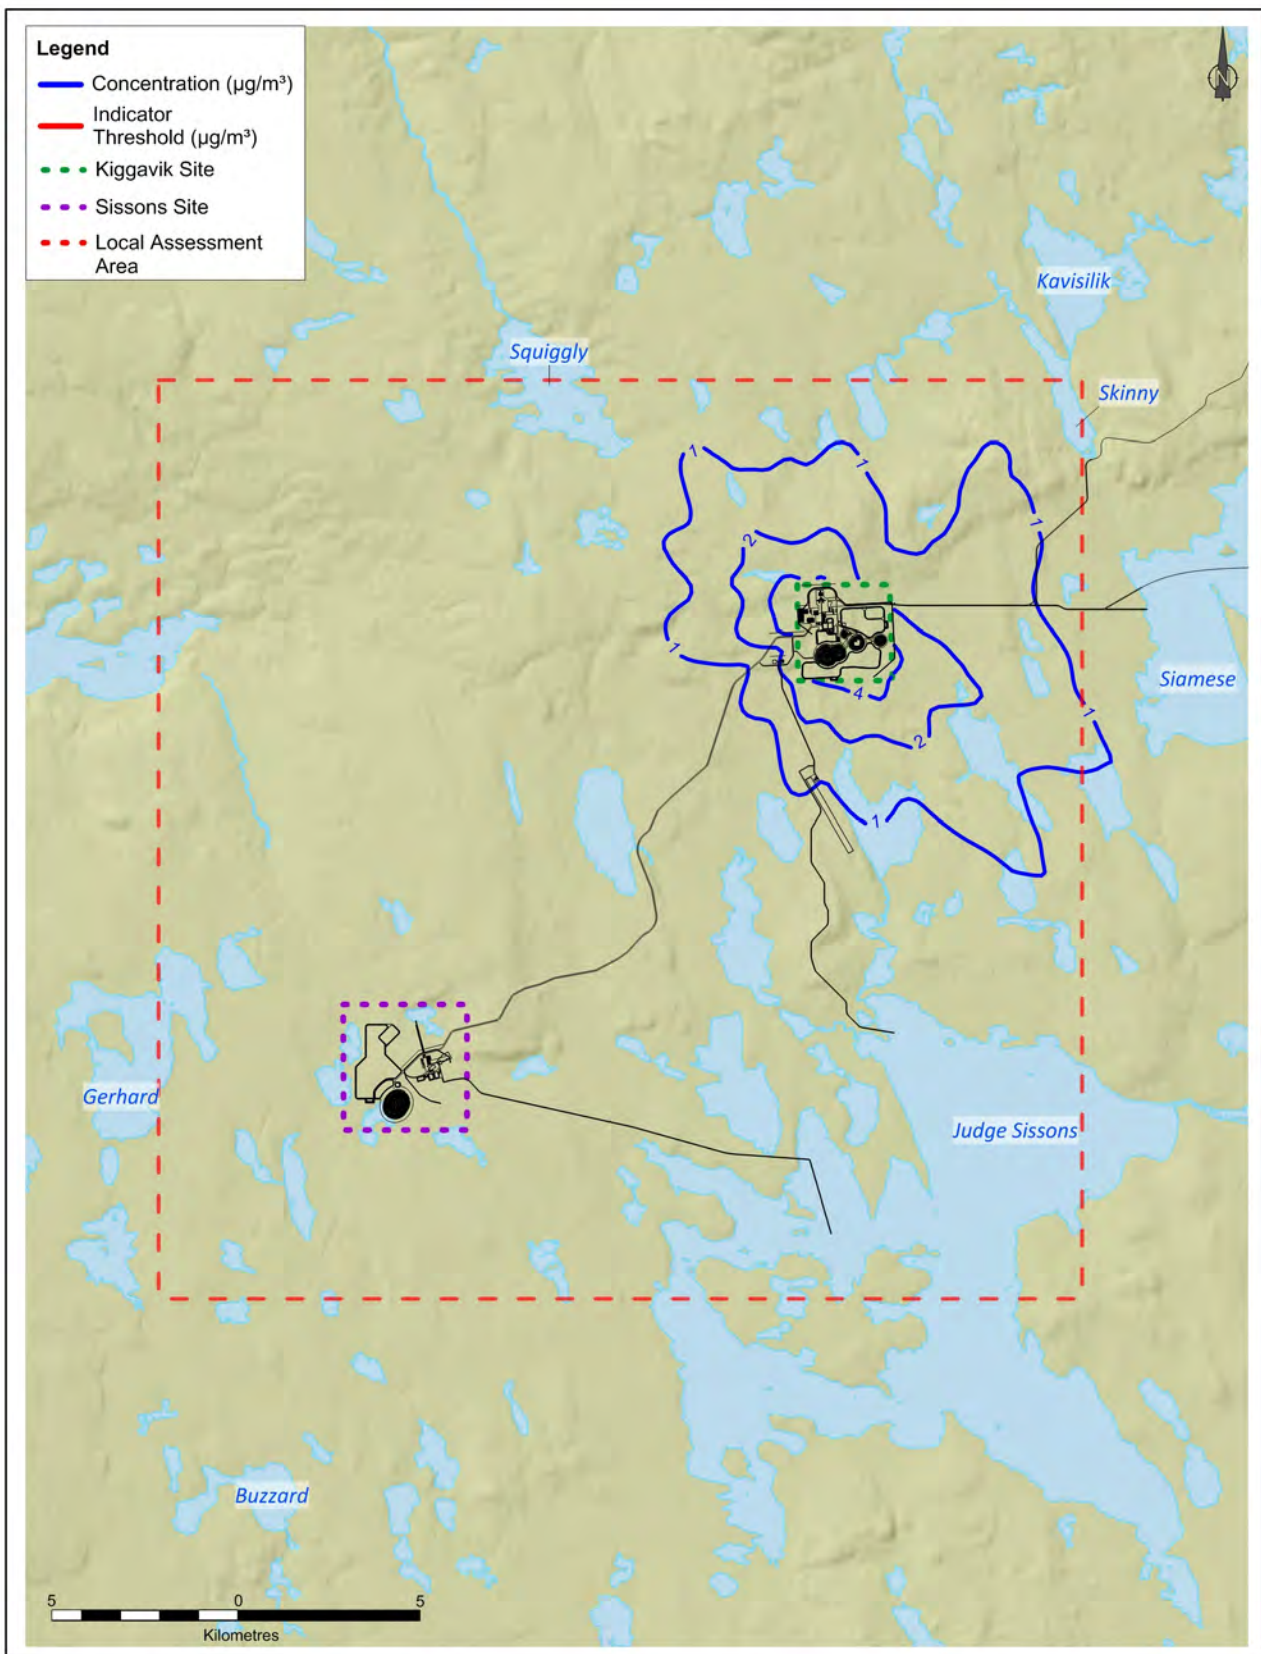 Legend
Concentration (µg/m³)
Indicator
Threshold (µg/m³)
Kiggavik Site
Sissons Site
Local Assessment
Area
N
Kavisilik
Squiggly
Skinny
1
1
1
2
1
Siamese
4
1
2
1
Gerhard
Judge Sissons
Buzzard
5 0 5
Kilometres